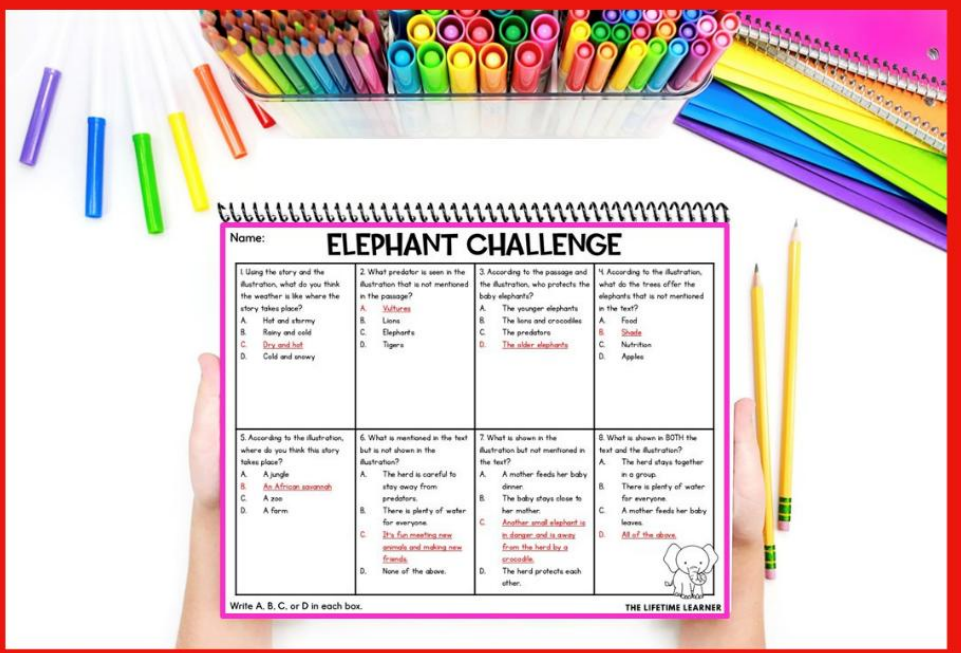 Name:
ELEPHANT CHALLENGE
1. Using the story and the
illustration, what do you think
the weather is like where the
story takes place?
A. Hot and stormy
B. Rainy and cold
C. Dry and hot
D. Cold and snowy
2. What predator is seen in the
illustration that is not mentioned
in the passage?
A. Vultures
B. Lions
C. Elephants
D. Tigers
3. According to the passage and
the illustration, who protects the
baby elephants?
A. The younger elephants
B. The lions and crocodiles
C. The predators
D. The older elephants
4. According to the illustration,
what do the trees offer the
elephants that is not mentioned
in the text?
A. Food
B. Shade
C. Nutrition
D. Apples
5. According to the illustration,
where do you think this story
takes place?
A. A jungle
B. An African savannah
C. A zoo
D. A farm
6. What is mentioned in the text
but is not shown in the
illustration?
A. The herd is careful to
stay away from
predators.
B. There is plenty of water
for everyone.
C. It's fun meeting new
animals and making new
friends.
D. None of the above.
7. What is shown in the
illustration but not mentioned in
the text?
A. A mother feeds her baby
dinner.
B. The baby stays close to
her mother.
C. Another small elephant is
in danger and is away
from the herd by a
crocodile.
D. The herd protects each
other.
8. What is shown in BOTH the
text and the illustration?
A. The herd stays together
in a group.
B. There is plenty of water
for everyone.
C. A mother feeds her baby
leaves.
D. All of the above.
Write A, B, C, or D in each box.
THE LIFETIME LEARNER